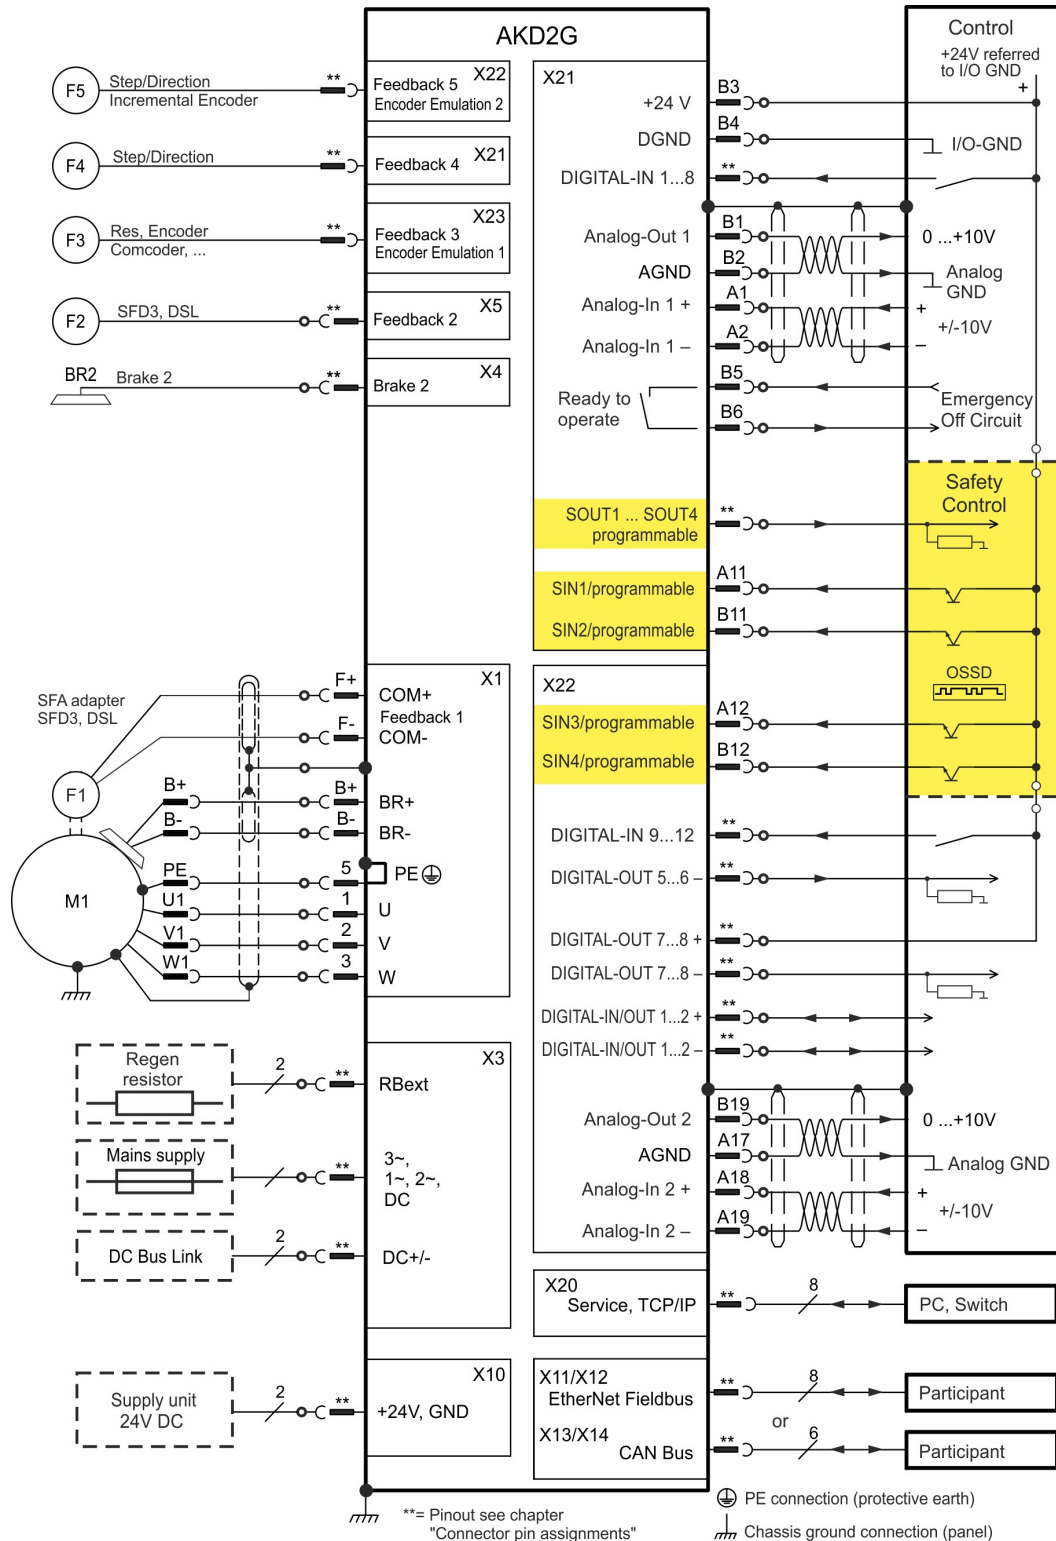 AKD2G
Control
+24V referred
to I/O GND
+
F5
Step/Direction
Incremental Encoder
**
X22
Feedback 5
Encoder Emulation 2
F4
Step/Direction
**
X21
Feedback 4
F3
Res, Encoder
Comcoder, ...
**
X23
Feedback 3
Encoder Emulation 1
F2
SFD3, DSL
**
X5
Feedback 2
BR2
Brake 2
**
X4
Brake 2
SFA adapter
SFD3, DSL
F1
M1
X1
F+
COM+
Feedback 1
F-
COM-
B+
B+
BR+
B-
B-
BR-
PE
5
PE
U1
1
U
V1
2
V
W1
3
W
Regen
resistor
2
**
X3
RBext
Mains supply
**
3~,
1~, 2~,
DC
DC Bus Link
2
**
DC+/-
Supply unit
24V DC
2
**
X10
+24V, GND
X21
+24 V
B3
DGND
B4
I/O-GND
DIGITAL-IN 1...8
**
Analog-Out 1
B1
0 ...+10V
AGND
B2
Analog
GND
Analog-In 1 +
A1
+
+/-10V
Analog-In 1 –
A2
–
Ready to
operate
B5
B6
Emergency
Off Circuit
Safety
Control
SOUT1 ... SOUT4
programmable
**
SIN1/programmable
A11
SIN2/programmable
B11
OSSD
X22
SIN3/programmable
A12
SIN4/programmable
B12
DIGITAL-IN 9...12
**
DIGITAL-OUT 5...6 –
**
DIGITAL-OUT 7...8 +
**
DIGITAL-OUT 7...8 –
**
DIGITAL-IN/OUT 1...2 +
**
DIGITAL-IN/OUT 1...2 –
**
Analog-Out 2
B19
0 ...+10V
AGND
A17
Analog GND
Analog-In 2 +
A18
+
+/-10V
Analog-In 2 –
A19
–
X20
Service, TCP/IP
**
8
PC, Switch
X11/X12
EtherNet Fieldbus
**
8
Participant
or
X13/X14
CAN Bus
**
6
Participant
**= Pinout see chapter
"Connector pin assignments"
PE connection (protective earth)
Chassis ground connection (panel)